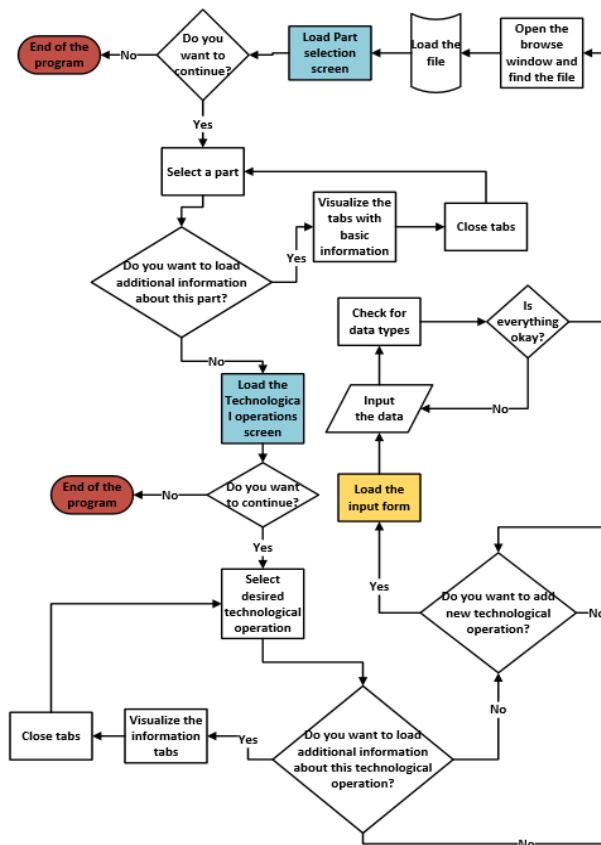 End of the
program
No
Do you
want to
continue?
Load Part
selection
screen
Load the
file
Open the
browse
window and
find the file
Yes
Select a part
Visualize the
tabs with
basic
information
Close tabs
Yes
Do you want to load
additional information
about this part?
Check for
data types
Is
everything
okay?
No
Load the
Technologica
l operations
screen
Input
the data
No
End of the
program
No
Do you want
to continue?
Load the
input form
Yes
Select
desired
technological
operation
Yes
Do you want to add
new technological
operation?
No
No
Close tabs
Visualize the
information
tabs
Yes
Do you want to load
additional information
about this technological
operation?
No